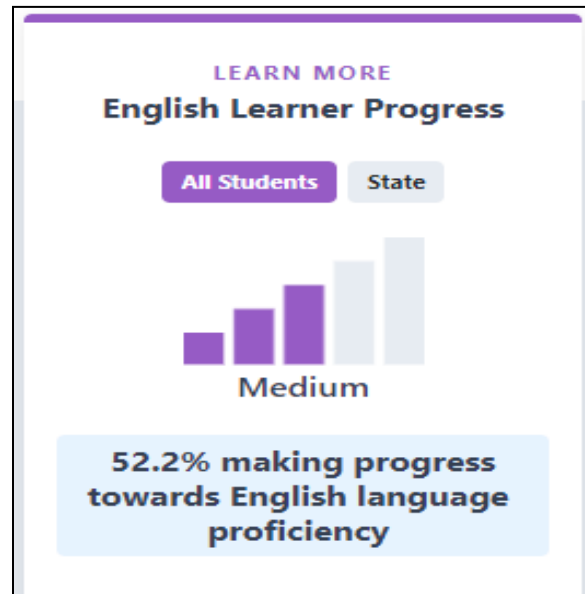 LEARN MORE
English Learner Progress
All Students State
Medium
52.2% making progress
towards English language
proficiency